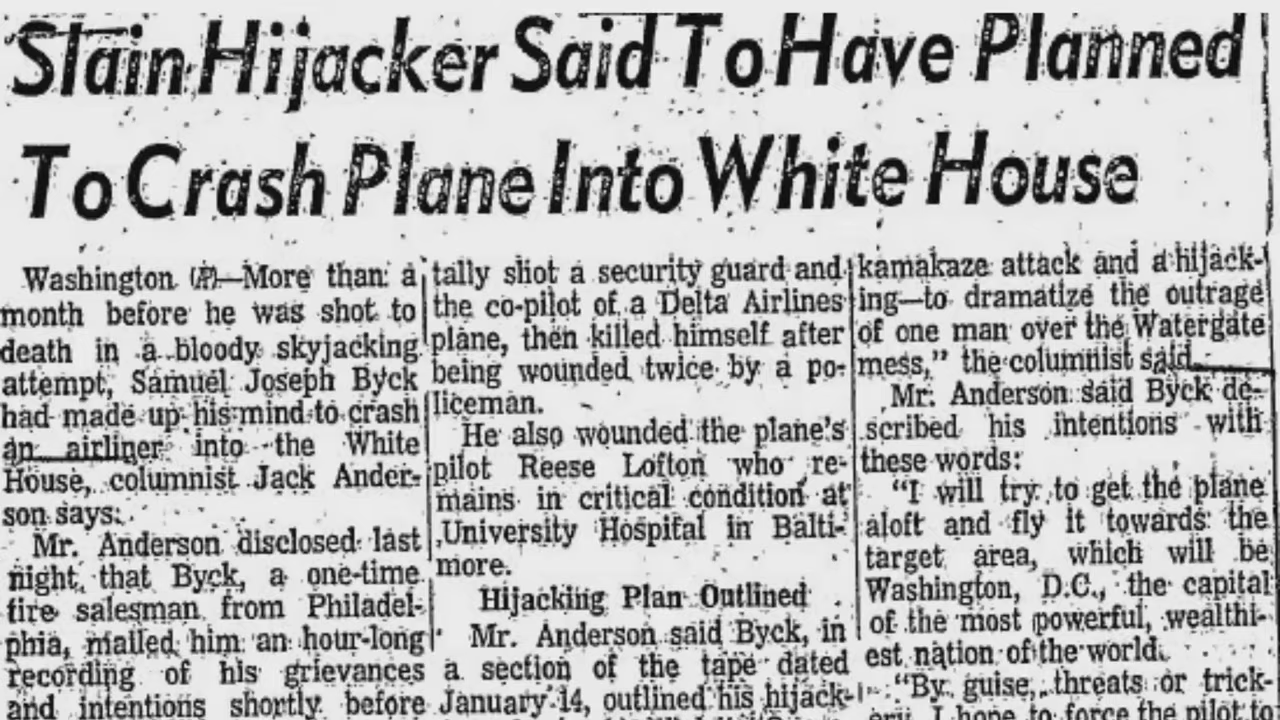 Slain Hijacker Said To Have Planned
To Crash Plane Into White House
Washington (AP)—More than a
month before he was shot to
death in a bloody skyjacking
attempt, Samuel Joseph Byck
had made up his mind to crash
an airliner into the White
House, columnist Jack Ander-
son says.
Mr. Anderson disclosed last
night that Byck, a one-time
tire salesman from Philadel-
phia, mailed him an hour-long
recording of his grievances
and intentions shortly before
tally shot a security guard and
the co-pilot of a Delta Airlines
plane, then killed himself after
being wounded twice by a po-
liceman.
He also wounded the plane's
pilot Reese Lofton who re-
mains in critical condition at
University Hospital in Balti-
more.
Hijacking Plan Outlined
Mr. Anderson said Byck, in
a section of the tape dated
January 14, outlined his hijack-
kamakaze attack and a hijack-
ing—to dramatize the outrage
of one man over the Watergate
mess," the columnist said.
Mr. Anderson said Byck de-
scribed his intentions with
these words:
"I will try to get the plane
aloft and fly it towards the
target area, which will be
Washington, D.C., the capital
of the most powerful, wealthi-
est nation of the world.
"By guise, threats or trick-
ery, I hope to force the pilot to